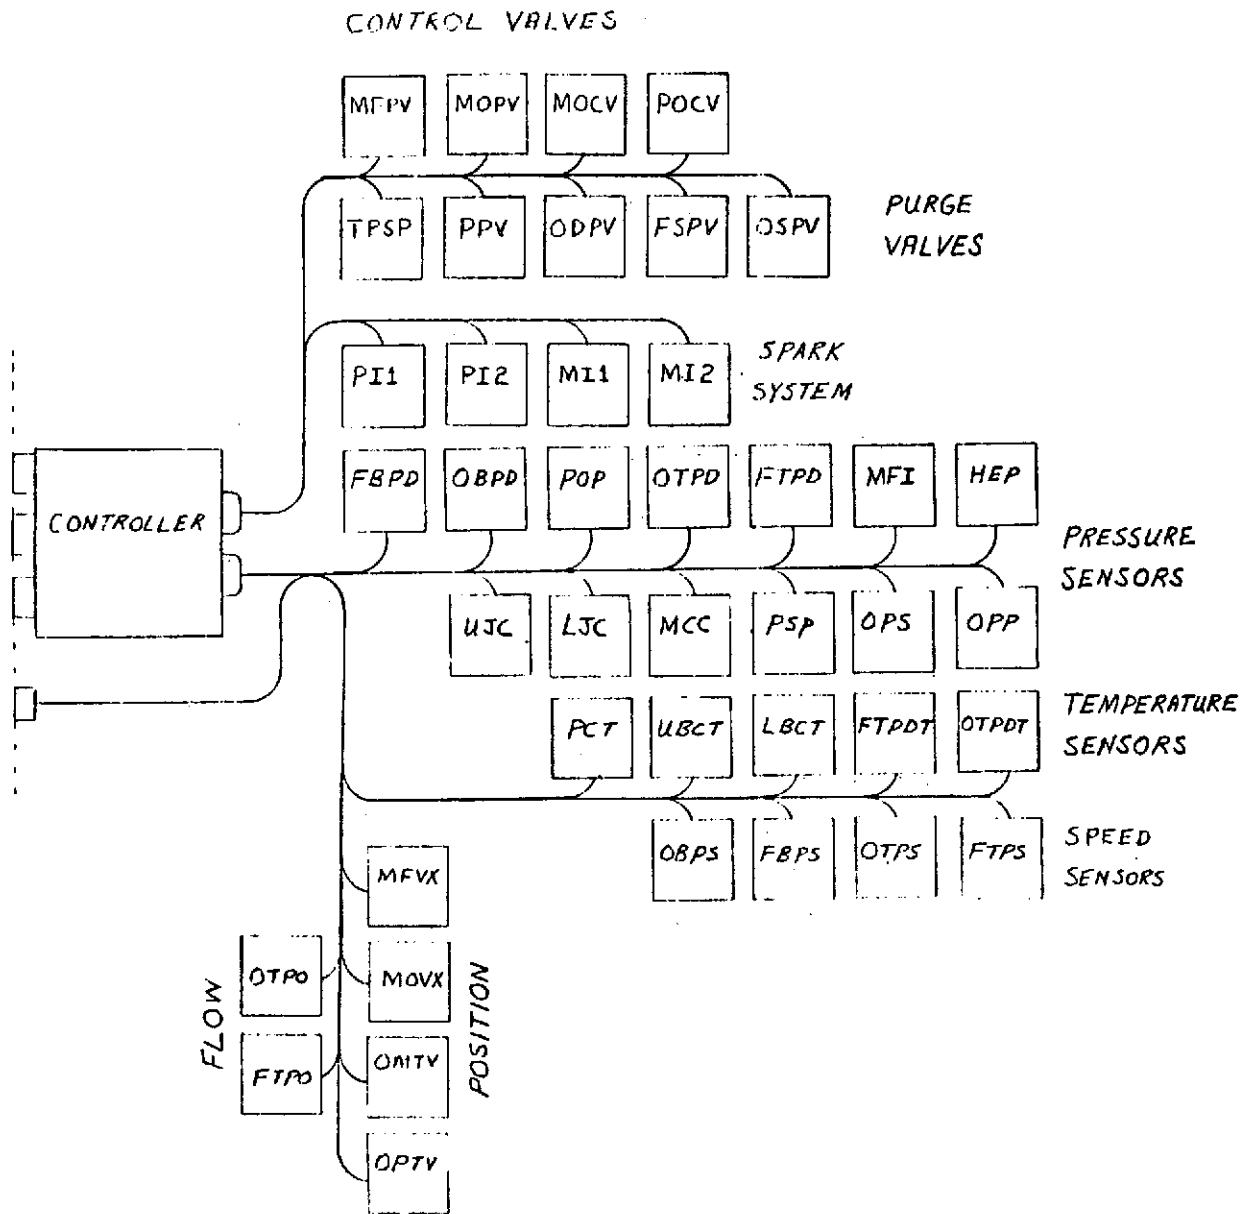 CONTROL VALVES
MFPV MOPV MOCV POCV
TPSP PPV ODPV FSPV OSPV
PURGE
VALVES
PI1 PI2 MI1 MI2
SPARK
SYSTEM
CONTROLLER
FBPD OBPD POP OTPD FTPD MFI HEP
PRESSURE
SENSORS
UJC LJC MCC PSP OPS OPP
PCT UBCT LBCT FTPDT OTPDT
TEMPERATURE
SENSORS
OBPS FBPS OTPS FTPS
SPEED
SENSORS
MFVX
OTPO MOVX
FLOW
POSITION
FTPO OMTV
OPTV